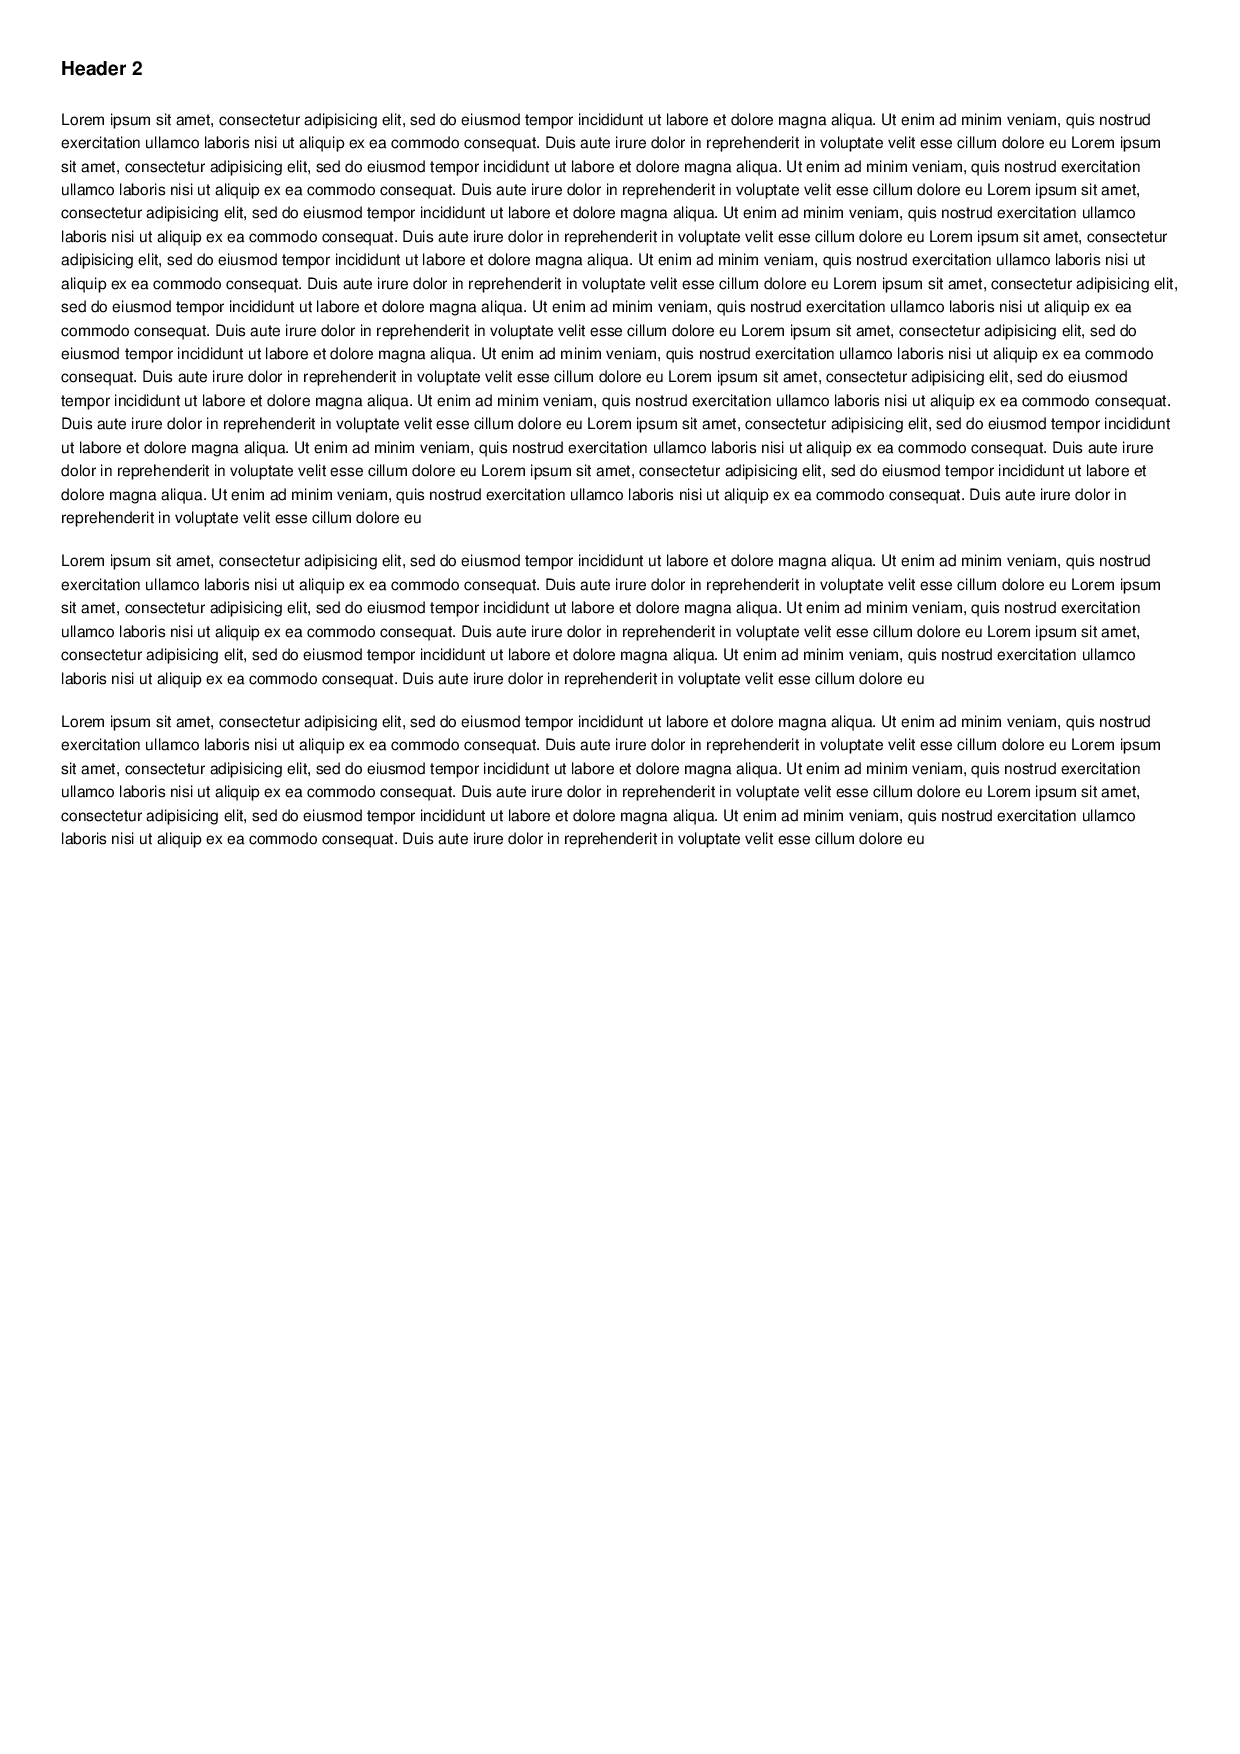 Header 2
Lorem ipsum sit amet, consectetur adipisicing elit, sed do eiusmod tempor incididunt ut labore et dolore magna aliqua. Ut enim ad minim veniam, quis nostrud
exercitation ullamco laboris nisi ut aliquip ex ea commodo consequat. Duis aute irure dolor in reprehenderit in voluptate velit esse cillum dolore eu Lorem ipsum
sit amet, consectetur adipisicing elit, sed do eiusmod tempor incididunt ut labore et dolore magna aliqua. Ut enim ad minim veniam, quis nostrud exercitation
ullamco laboris nisi ut aliquip ex ea commodo consequat. Duis aute irure dolor in reprehenderit in voluptate velit esse cillum dolore eu Lorem ipsum sit amet,
consectetur adipisicing elit, sed do eiusmod tempor incididunt ut labore et dolore magna aliqua. Ut enim ad minim veniam, quis nostrud exercitation ullamco
laboris nisi ut aliquip ex ea commodo consequat. Duis aute irure dolor in reprehenderit in voluptate velit esse cillum dolore eu Lorem ipsum sit amet, consectetur
adipisicing elit, sed do eiusmod tempor incididunt ut labore et dolore magna aliqua. Ut enim ad minim veniam, quis nostrud exercitation ullamco laboris nisi ut
aliquip ex ea commodo consequat. Duis aute irure dolor in reprehenderit in voluptate velit esse cillum dolore eu Lorem ipsum sit amet, consectetur adipisicing elit,
sed do eiusmod tempor incididunt ut labore et dolore magna aliqua. Ut enim ad minim veniam, quis nostrud exercitation ullamco laboris nisi ut aliquip ex ea
commodo consequat. Duis aute irure dolor in reprehenderit in voluptate velit esse cillum dolore eu Lorem ipsum sit amet, consectetur adipisicing elit, sed do
eiusmod tempor incididunt ut labore et dolore magna aliqua. Ut enim ad minim veniam, quis nostrud exercitation ullamco laboris nisi ut aliquip ex ea commodo
consequat. Duis aute irure dolor in reprehenderit in voluptate velit esse cillum dolore eu Lorem ipsum sit amet, consectetur adipisicing elit, sed do eiusmod
tempor incididunt ut labore et dolore magna aliqua. Ut enim ad minim veniam, quis nostrud exercitation ullamco laboris nisi ut aliquip ex ea commodo consequat.
Duis aute irure dolor in reprehenderit in voluptate velit esse cillum dolore eu Lorem ipsum sit amet, consectetur adipisicing elit, sed do eiusmod tempor incididunt
ut labore et dolore magna aliqua. Ut enim ad minim veniam, quis nostrud exercitation ullamco laboris nisi ut aliquip ex ea commodo consequat. Duis aute irure
dolor in reprehenderit in voluptate velit esse cillum dolore eu Lorem ipsum sit amet, consectetur adipisicing elit, sed do eiusmod tempor incididunt ut labore et
dolore magna aliqua. Ut enim ad minim veniam, quis nostrud exercitation ullamco laboris nisi ut aliquip ex ea commodo consequat. Duis aute irure dolor in
reprehenderit in voluptate velit esse cillum dolore eu
Lorem ipsum sit amet, consectetur adipisicing elit, sed do eiusmod tempor incididunt ut labore et dolore magna aliqua. Ut enim ad minim veniam, quis nostrud
exercitation ullamco laboris nisi ut aliquip ex ea commodo consequat. Duis aute irure dolor in reprehenderit in voluptate velit esse cillum dolore eu Lorem ipsum
sit amet, consectetur adipisicing elit, sed do eiusmod tempor incididunt ut labore et dolore magna aliqua. Ut enim ad minim veniam, quis nostrud exercitation
ullamco laboris nisi ut aliquip ex ea commodo consequat. Duis aute irure dolor in reprehenderit in voluptate velit esse cillum dolore eu Lorem ipsum sit amet,
consectetur adipisicing elit, sed do eiusmod tempor incididunt ut labore et dolore magna aliqua. Ut enim ad minim veniam, quis nostrud exercitation ullamco
laboris nisi ut aliquip ex ea commodo consequat. Duis aute irure dolor in reprehenderit in voluptate velit esse cillum dolore eu
Lorem ipsum sit amet, consectetur adipisicing elit, sed do eiusmod tempor incididunt ut labore et dolore magna aliqua. Ut enim ad minim veniam, quis nostrud
exercitation ullamco laboris nisi ut aliquip ex ea commodo consequat. Duis aute irure dolor in reprehenderit in voluptate velit esse cillum dolore eu Lorem ipsum
sit amet, consectetur adipisicing elit, sed do eiusmod tempor incididunt ut labore et dolore magna aliqua. Ut enim ad minim veniam, quis nostrud exercitation
ullamco laboris nisi ut aliquip ex ea commodo consequat. Duis aute irure dolor in reprehenderit in voluptate velit esse cillum dolore eu Lorem ipsum sit amet,
consectetur adipisicing elit, sed do eiusmod tempor incididunt ut labore et dolore magna aliqua. Ut enim ad minim veniam, quis nostrud exercitation ullamco
laboris nisi ut aliquip ex ea commodo consequat. Duis aute irure dolor in reprehenderit in voluptate velit esse cillum dolore eu